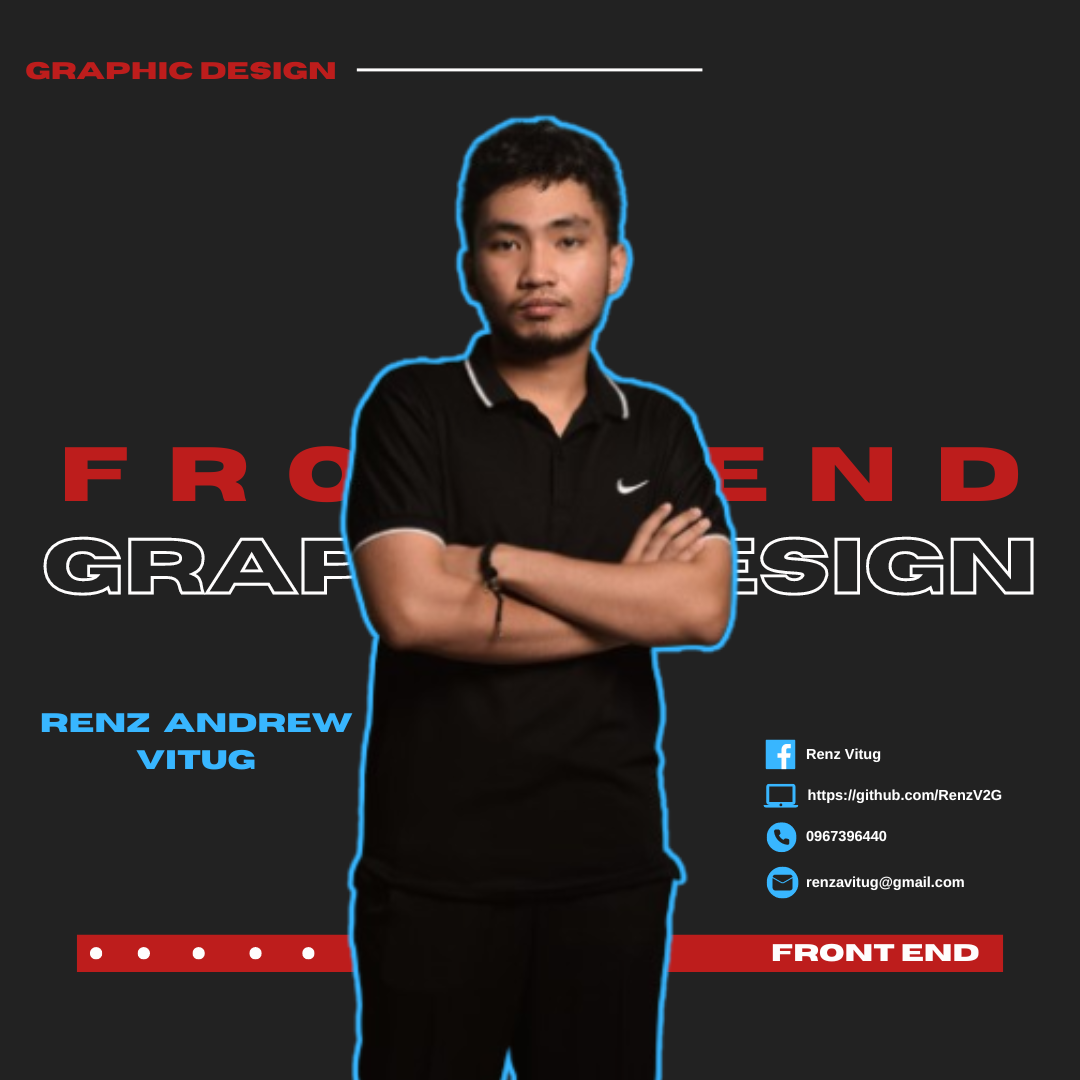 GRAPHIC DESIGN
FRO END
GRAP ESIGN
RENZ ANDREW
VITUG
Renz Vitug
https://github.com/RenzV2G
0967396440
renzavitug@gmail.com
FRONT END